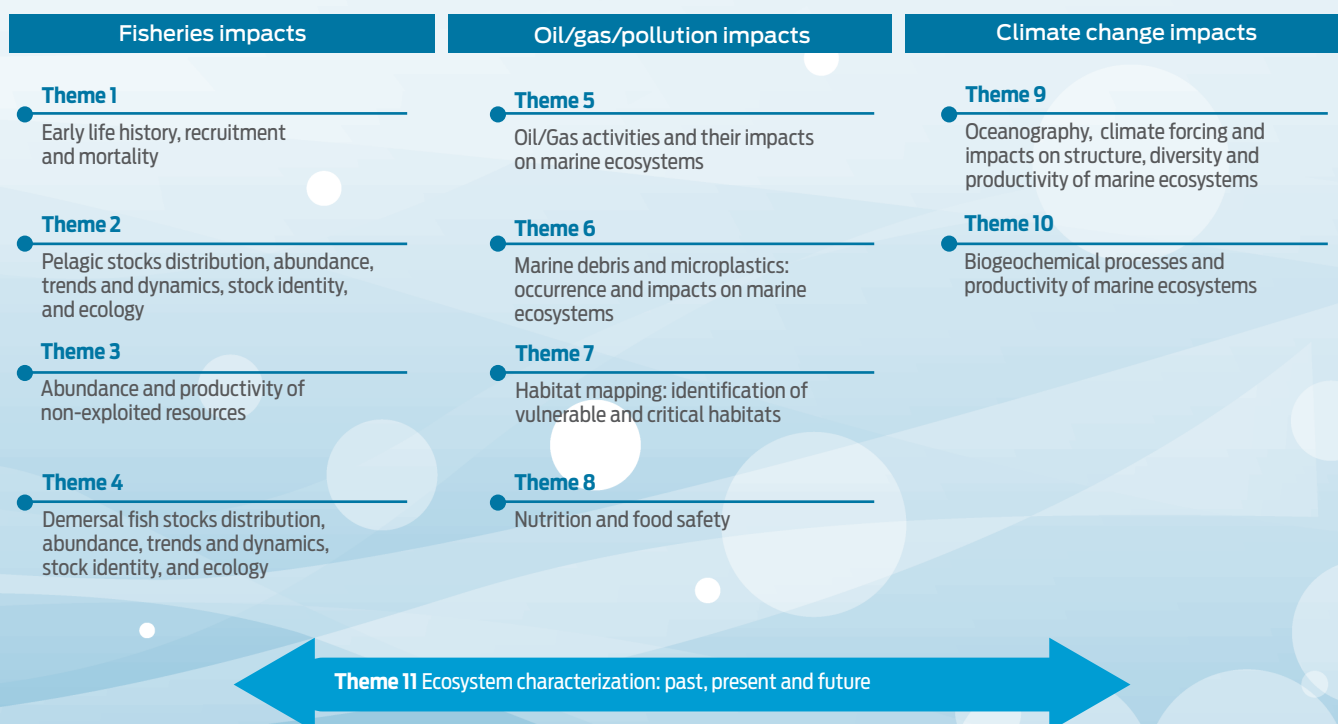 Fisheries impacts
Theme 1
Early life history, recruitment
and mortality
Theme 2
Pelagic stocks distribution, abundance,
trends and dynamics, stock identity,
and ecology
Theme 3
Abundance and productivity of
non-exploited resources
Theme 4
Demersal fish stocks distribution,
abundance, trends and dynamics,
stock identity, and ecology
Oil/gas/pollution impacts
Theme 5
Oil/Gas activities and their impacts
on marine ecosystems
Theme 6
Marine debris and microplastics:
occurrence and impacts on marine
ecosystems
Theme 7
Habitat mapping: identification of
vulnerable and critical habitats
Theme 8
Nutrition and food safety
Climate change impacts
Theme 9
Oceanography, climate forcing and
impacts on structure, diversity and
productivity of marine ecosystems
Theme 10
Biogeochemical processes and
productivity of marine ecosystems
Theme 11 Ecosystem characterization: past, present and future